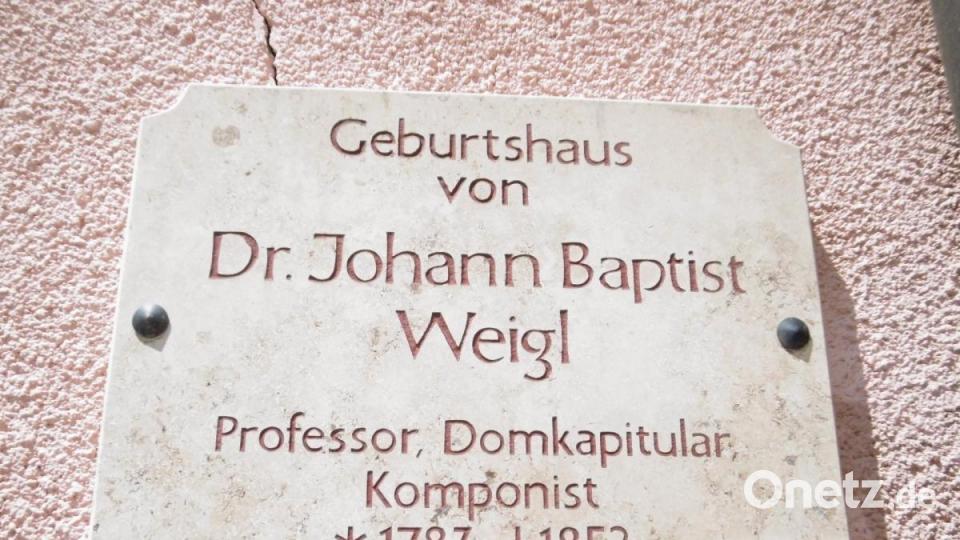 Geburtshaus
von
Dr. Johann Baptist
Weigl
Professor, Domkapitular,
Komponist
Onetz.de